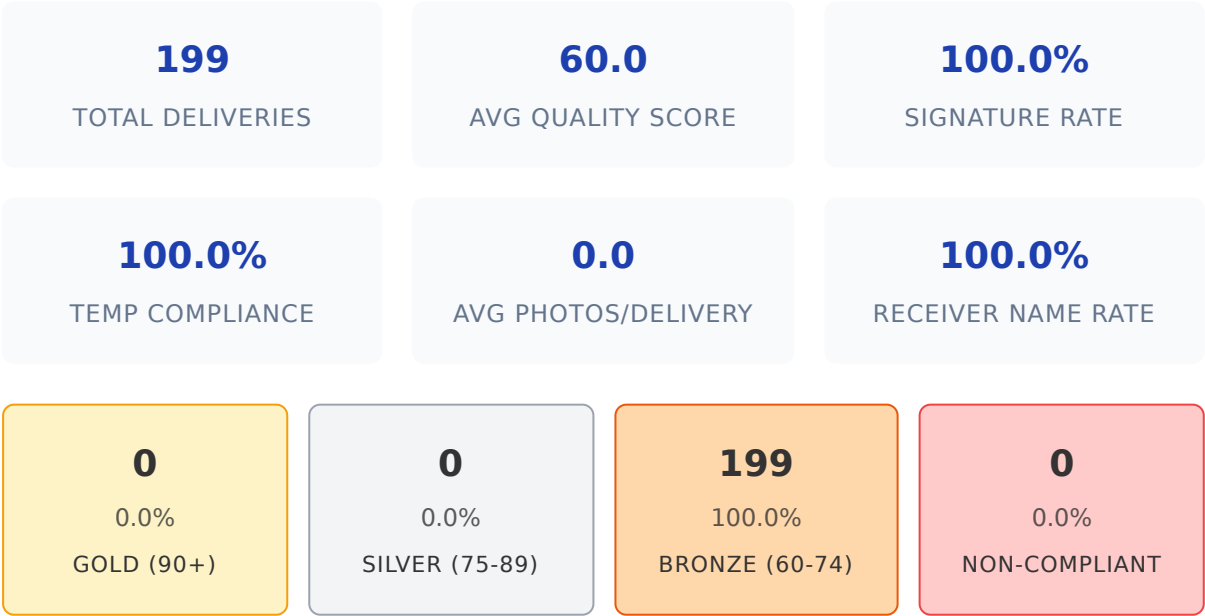 199
TOTAL DELIVERIES
60.0
AVG QUALITY SCORE
100.0%
SIGNATURE RATE
100.0%
TEMP COMPLIANCE
0.0
AVG PHOTOS/DELIVERY
100.0%
RECEIVER NAME RATE
0
0.0%
GOLD (90+)
0
0.0%
SILVER (75-89)
199
100.0%
BRONZE (60-74)
0
0.0%
NON-COMPLIANT